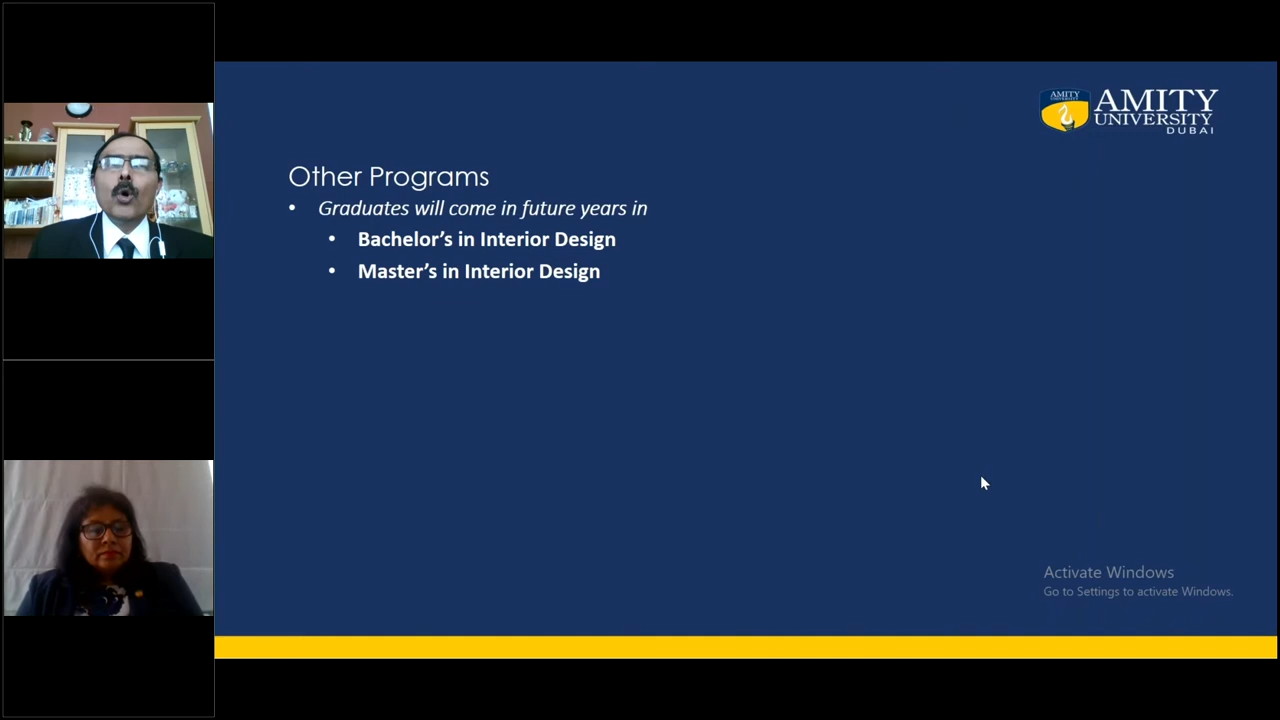 AMITY
UNIVERSITY
AMITY
UNIVERSITY
DUBAI
Other Programs
• Graduates will come in future years in
• Bachelor’s in Interior Design
• Master’s in Interior Design
Activate Windows
Go to Settings to activate Windows.